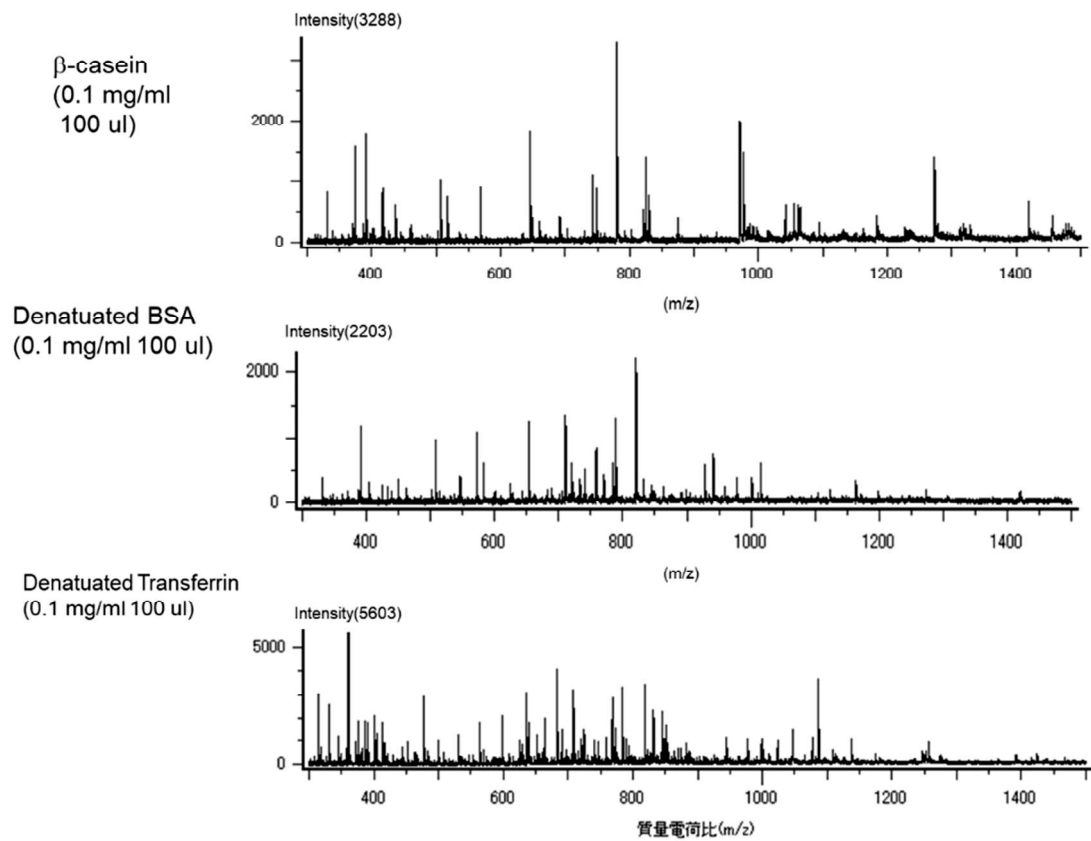 Intensity(3288)
β-casein
(0.1 mg/ml
100 ul)
2000
0
400 600 800 1000 1200 1400
(m/z)
Denatuated BSA
(0.1 mg/ml 100 ul)
Intensity(2203)
2000
0
400 600 800 1000 1200 1400
(m/z)
Denatuated Transferrin
(0.1 mg/ml 100 ul)
Intensity(5603)
5000
0
400 600 800 1000 1200 1400
質量電荷比(m/z)